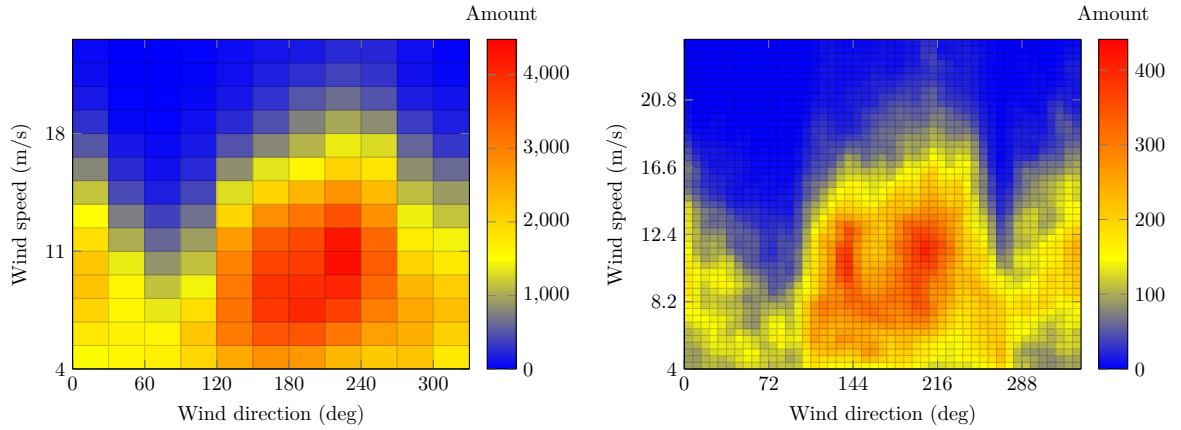 Amount
4,000
3,000
2,000
1,000
0
18
11
4
Wind speed (m/s)
0 60 120 180 240 300
Wind direction (deg)
Amount
400
300
200
100
0
20.8
16.6
12.4
8.2
4
Wind speed (m/s)
0 72 144 216 288
Wind direction (deg)